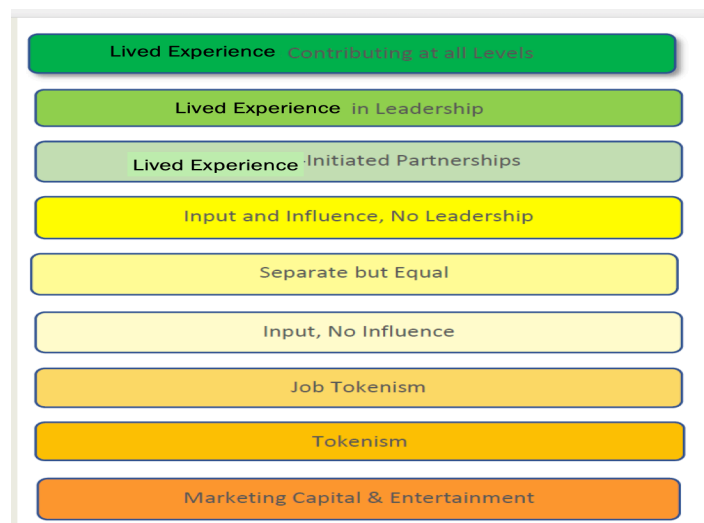 Lived Experience Contributing at all Levels
Lived Experience in Leadership
Lived Experience -Initiated Partnerships
Input and Influence, No Leadership
Separate but Equal
Input, No Influence
Job Tokenism
Tokenism
Marketing Capital & Entertainment